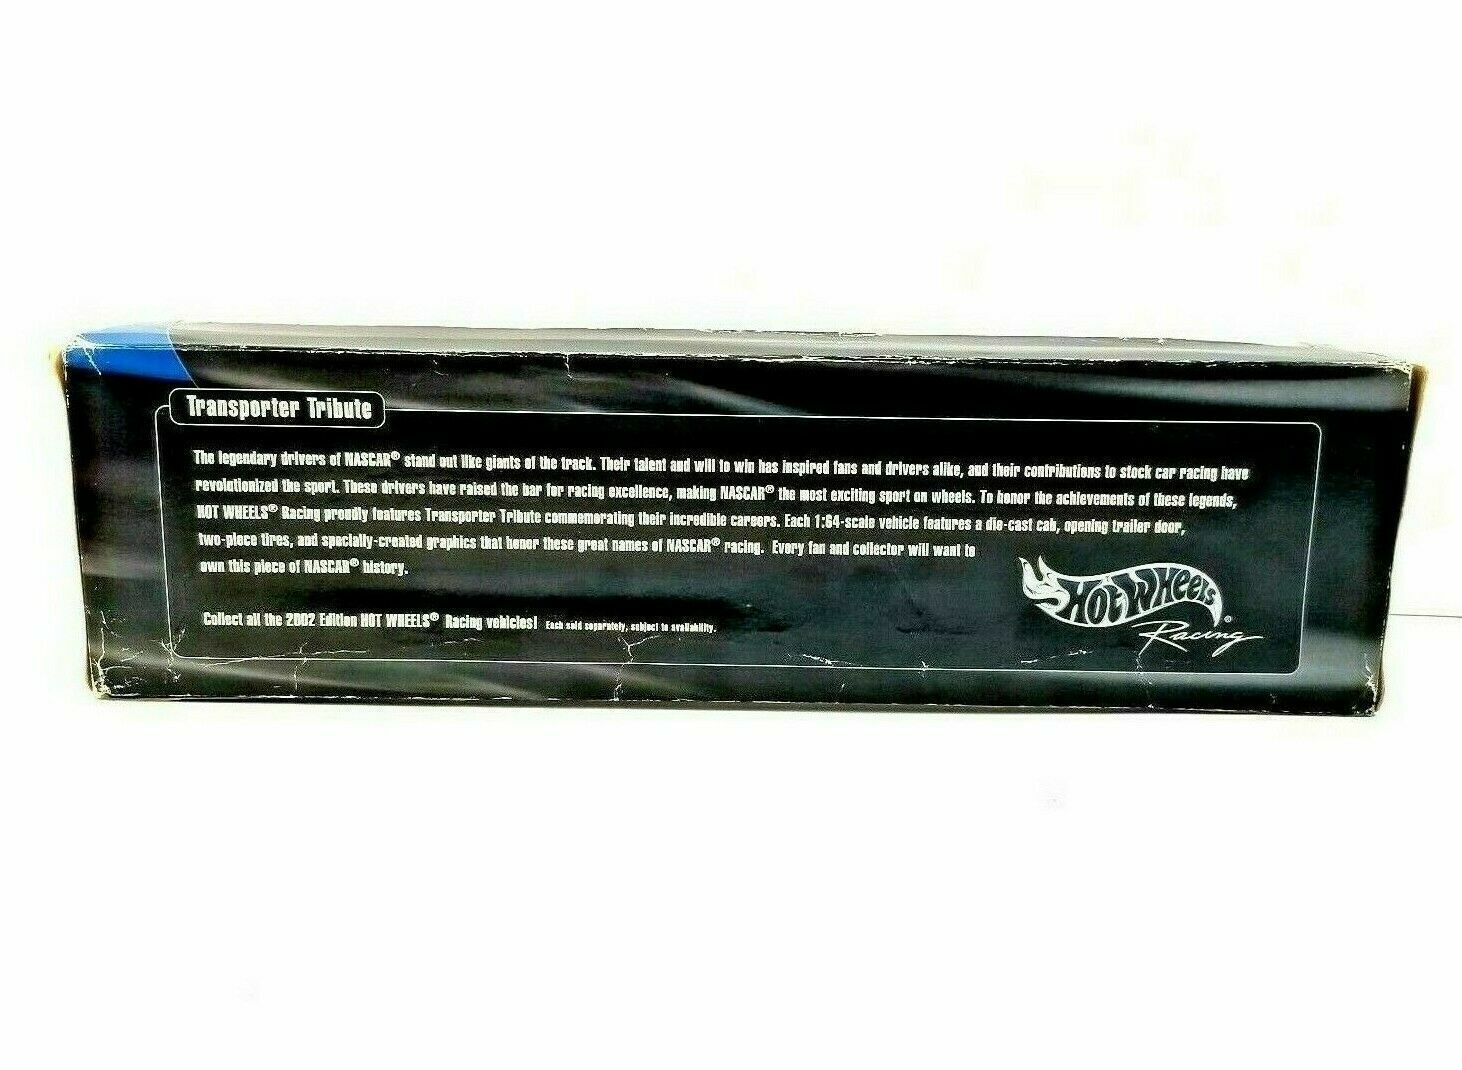 Transporter Tribute
The legendary drivers of NASCAR® stand out like giants of the track. Their talent and will to win has inspired fans and drivers alike, and their contributions to stock car racing have
revolutionized the sport. These drivers have raised the bar for racing excellence, making NASCAR® the most exciting sport on wheels. To honor the achievements of these legends,
HOT WHEELS® Racing proudly features Transporter Tribute commemorating their incredible careers. Each 1:64-scale vehicle features a die-cast cab, opening trailer door,
two-piece tires, and specially-created graphics that honor these great names of NASCAR® racing. Every fan and collector will want to
own this piece of NASCAR® history.
Collect all the 2002 Edition HOT WHEELS® Racing vehicles! Each sold separately, subject to availability.
HOT WHEELS®
Racing